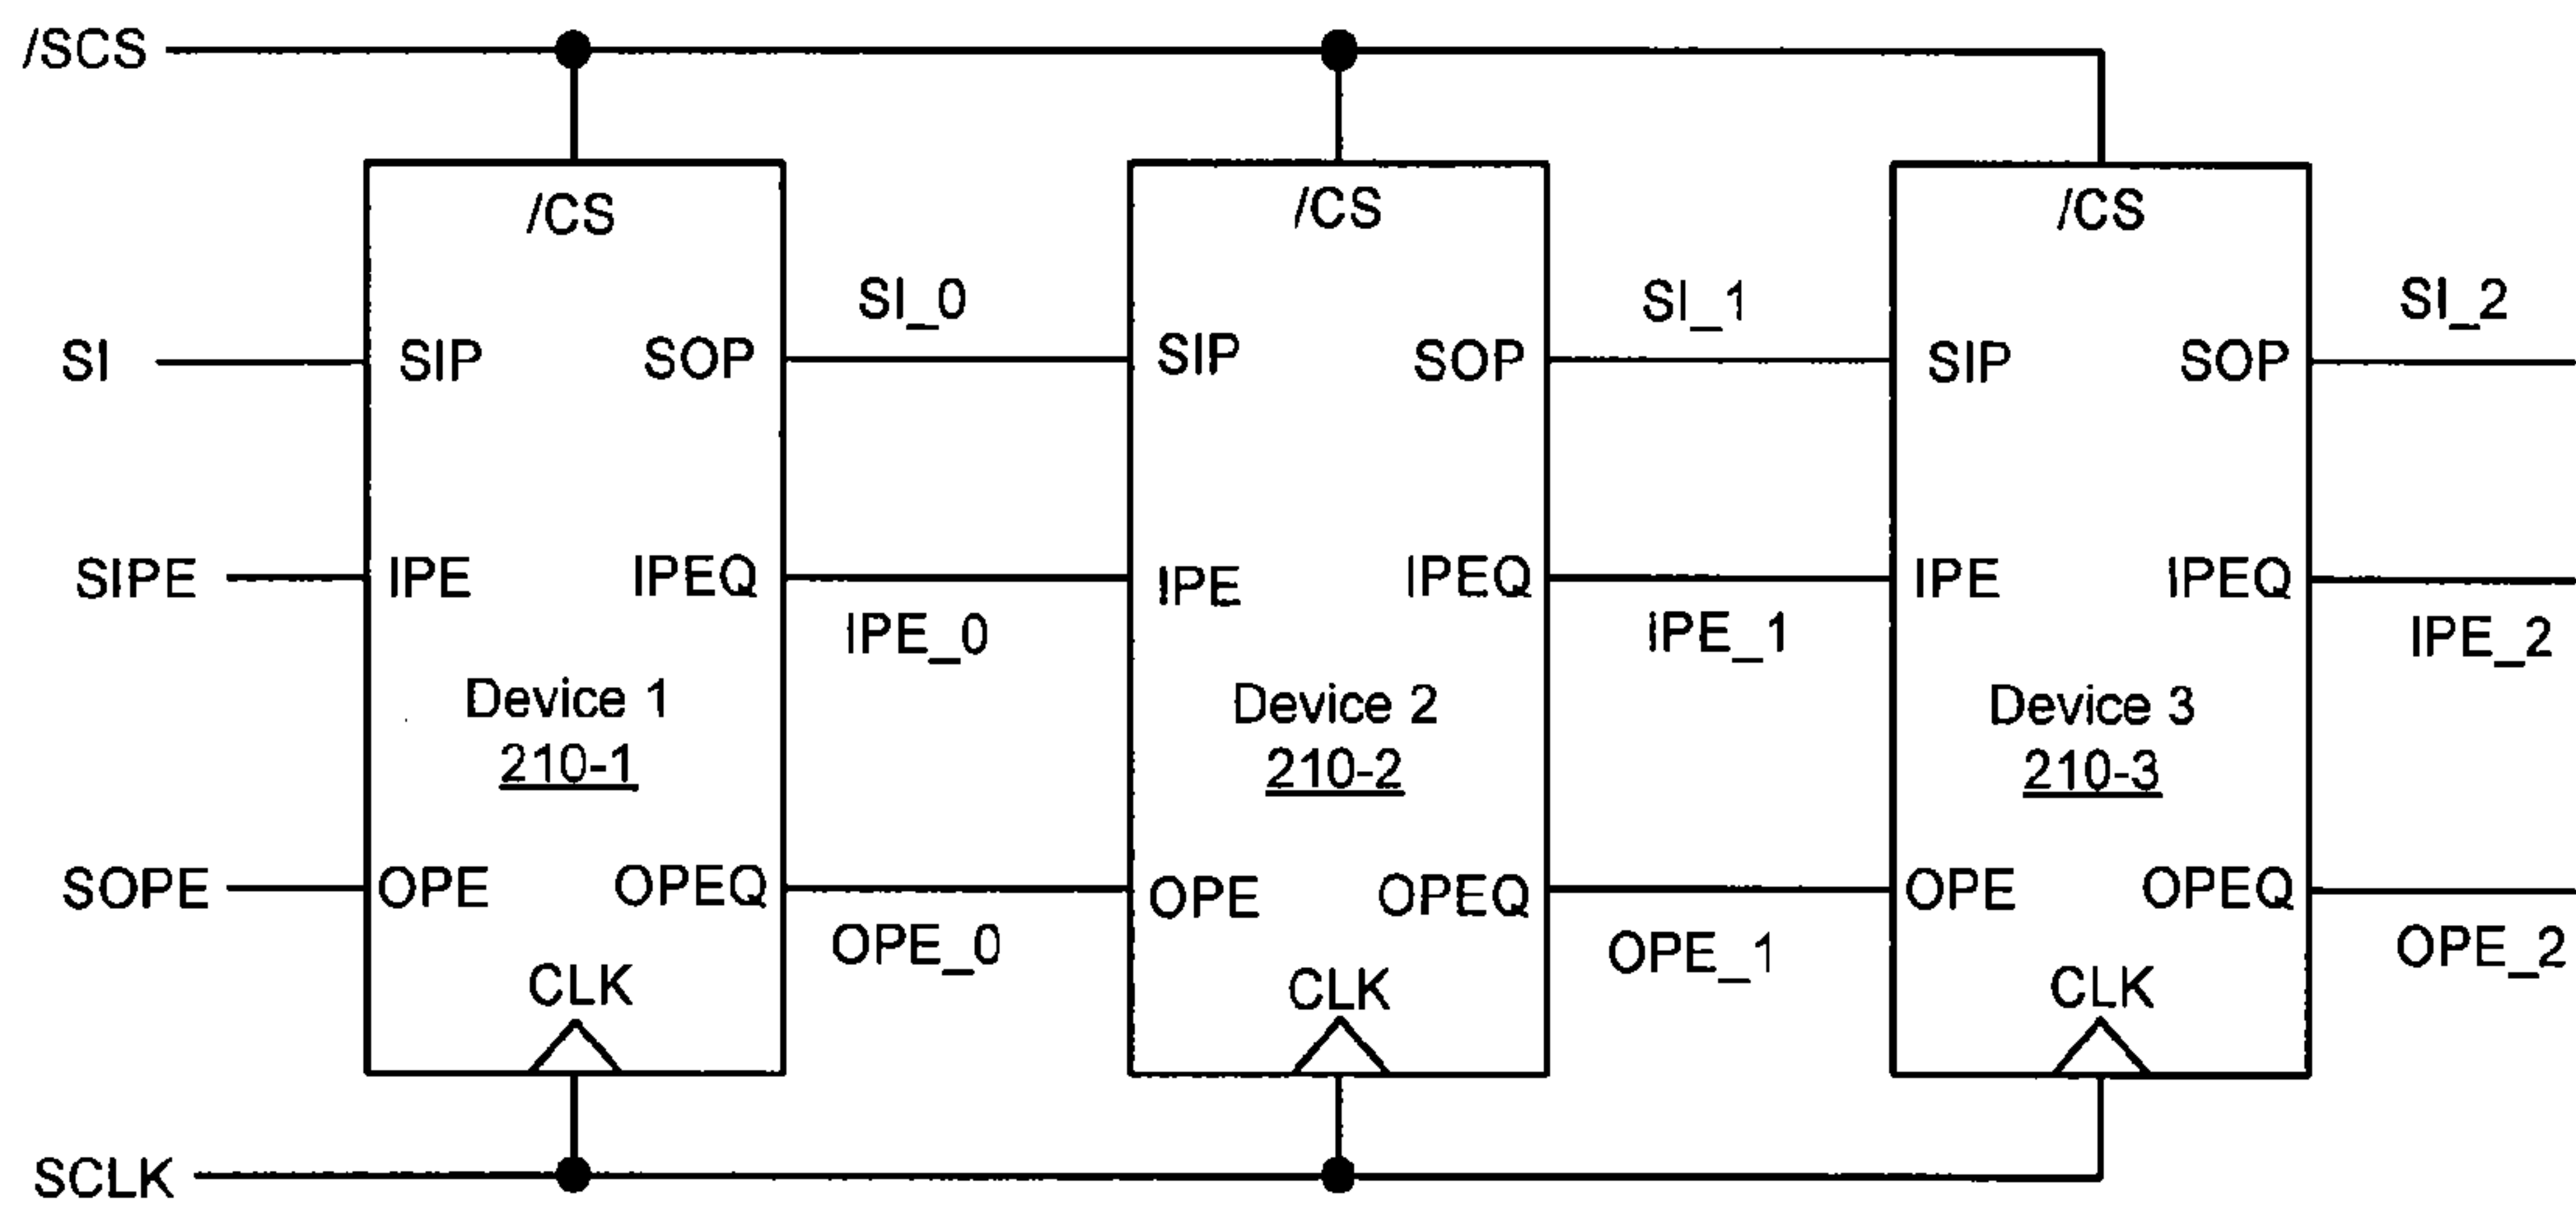 /SCS
/CS
/CS
/CS
SI_0
SI_1
SI_2
SI
SIP
SOP
SIP
SOP
SIP
SOP
SIPE
IPE
IPEQ
IPE
IPEQ
IPE
IPEQ
IPE_0
IPE_1
IPE_2
Device 1
Device 2
Device 3
210-1
210-2
210-3
SOPE
OPE
OPEQ
OPE
OPEQ
OPE
OPEQ
OPE_0
OPE_1
OPE_2
CLK
CLK
CLK
SCLK